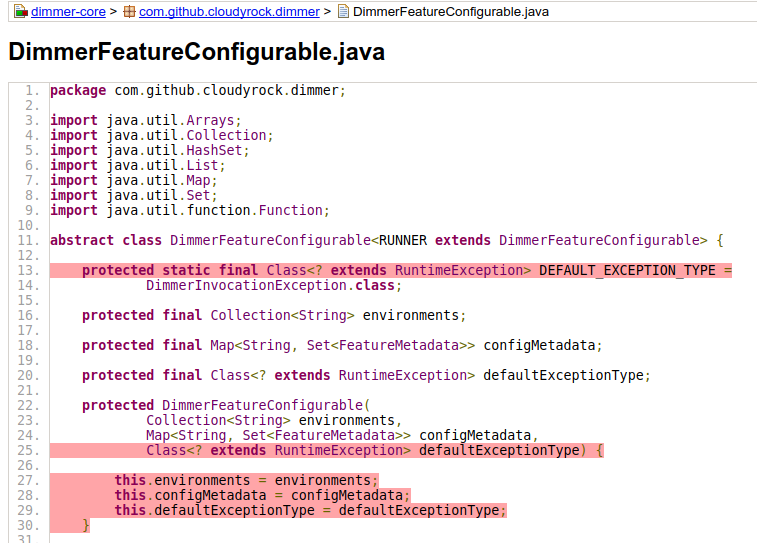 dimmer-core > com.github.cloudyrock.dimmer > DimmerFeatureConfigurable.java
DimmerFeatureConfigurable.java
1. package com.github.cloudyrock.dimmer;
2.
3. import java.util.Arrays;
4. import java.util.Collection;
5. import java.util.HashSet;
6. import java.util.List;
7. import java.util.Map;
8. import java.util.Set;
9. import java.util.function.Function;
10.
11. abstract class DimmerFeatureConfigurable<RUNNER extends DimmerFeatureConfigurable> {
12.
13. protected static final Class<? extends RuntimeException> DEFAULT_EXCEPTION_TYPE =
14. DimmerInvocationException.class;
15.
16. protected final Collection<String> environments;
17.
18. protected final Map<String, Set<FeatureMetadata>> configMetadata;
19.
20. protected final Class<? extends RuntimeException> defaultExceptionType;
21.
22. protected DimmerFeatureConfigurable(
23. Collection<String> environments,
24. Map<String, Set<FeatureMetadata>> configMetadata,
25. Class<? extends RuntimeException> defaultExceptionType) {
26.
27. this.environments = environments;
28. this.configMetadata = configMetadata;
29. this.defaultExceptionType = defaultExceptionType;
30. }
31.